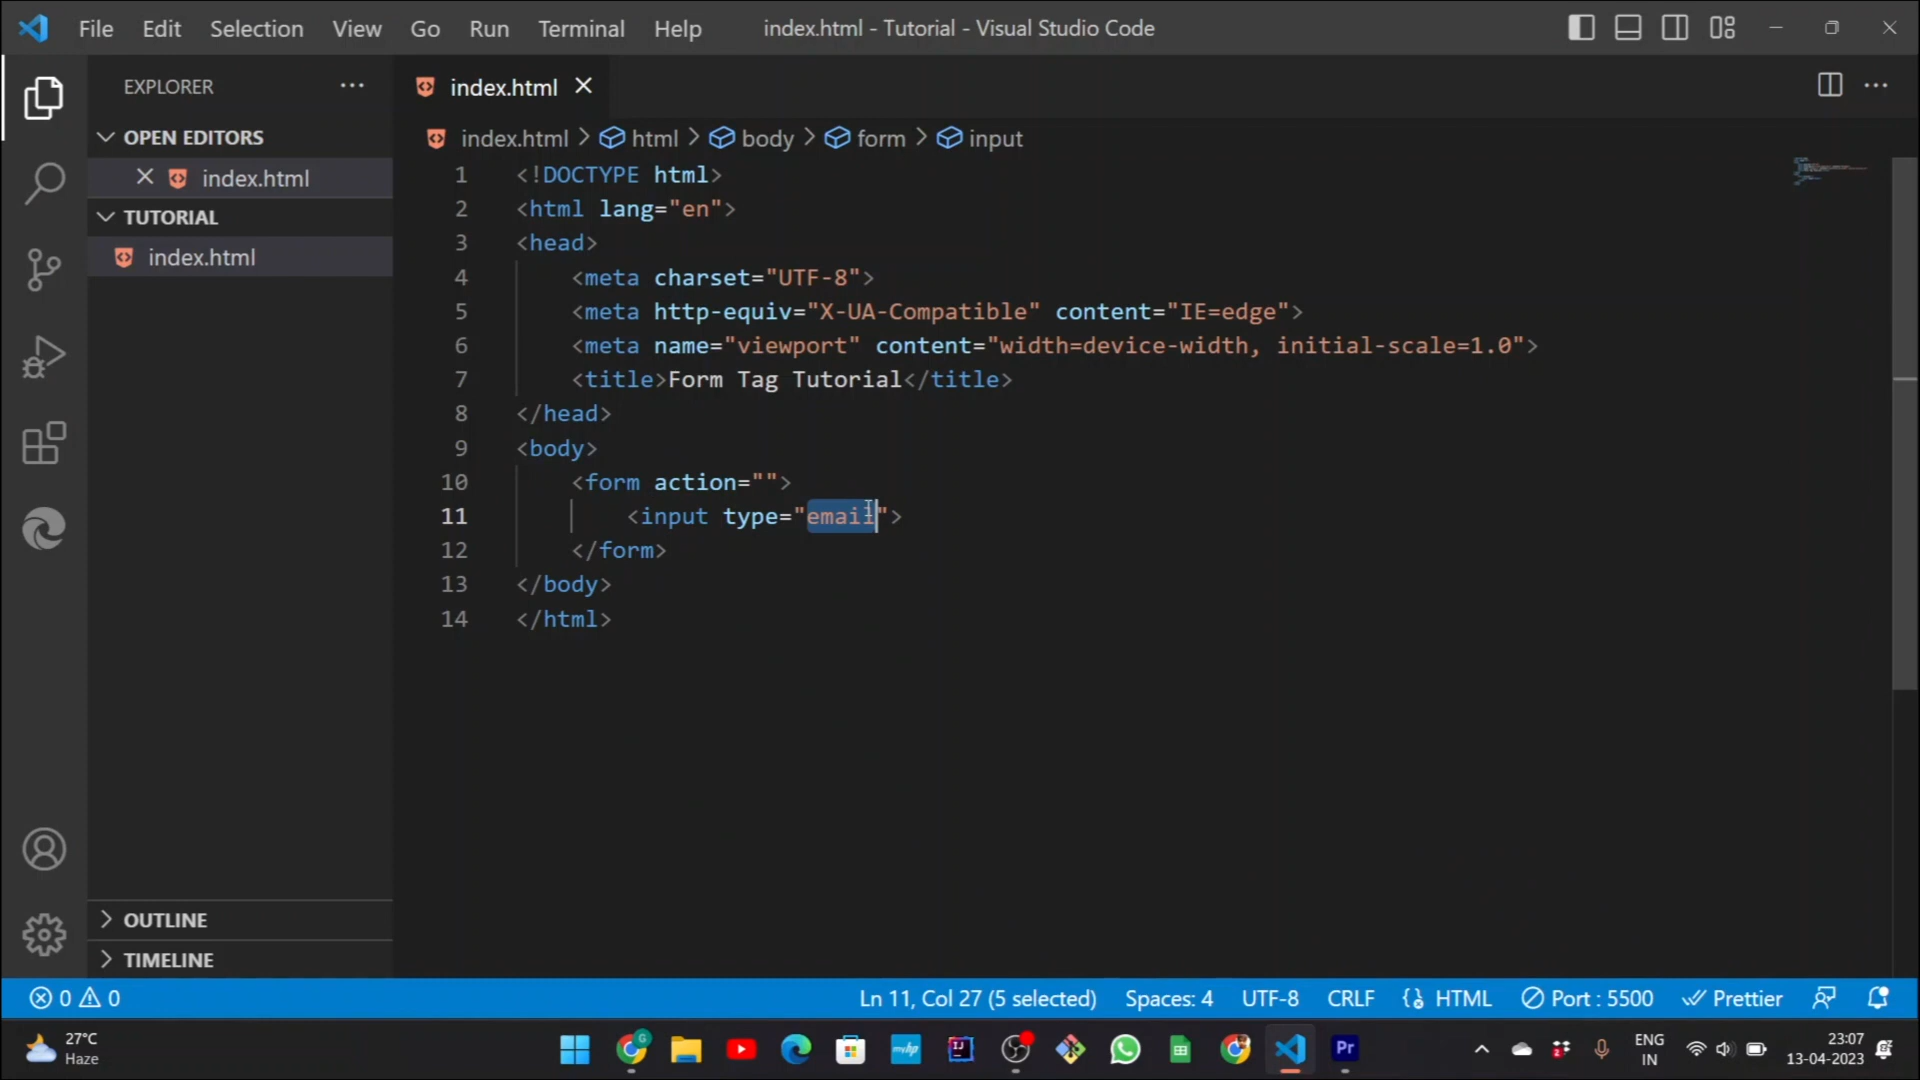 File Edit Selection View Go Run Terminal Help
index.html - Tutorial - Visual Studio Code
EXPLORER
OPEN EDITORS
index.html
TUTORIAL
index.html
OUTLINE
TIMELINE
index.html
index.html > html > body > form > input
1 <!DOCTYPE html>
2 <html lang="en">
3 <head>
4 <meta charset="UTF-8">
5 <meta http-equiv="X-UA-Compatible" content="IE=edge">
6 <meta name="viewport" content="width=device-width, initial-scale=1.0">
7 <title>Form Tag Tutorial</title>
8 </head>
9 <body>
10 <form action="">
11 <input type="email">
12 </form>
13 </body>
14 </html>
0 0 Ln 11, Col 27 (5 selected) Spaces: 4 UTF-8 CRLF HTML Port : 5500 Prettier
27°C
Haze
G
myhp
IJ
Pr
ENG
IN
23:07
13-04-2023